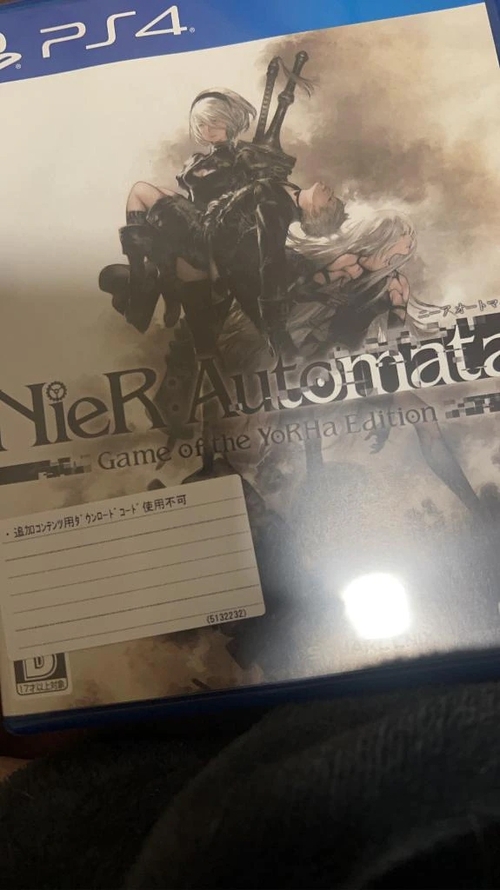 PS4
ニーア オートマ
NieR:Automata
Game of the YoRHa Edition
・追加コンテンツ用ダウンロードコード使用不可
(5132232)
D
17才以上対象